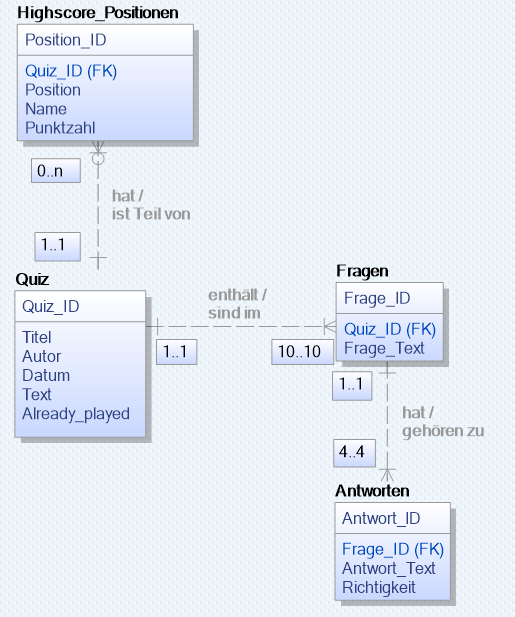 Highscore_Positionen
Position_ID
Quiz_ID (FK)
Position
Name
Punktzahl
0..n
hat /
ist Teil von
1..1
Quiz
Quiz_ID
Titel
Autor
Datum
Text
Already_played
enthält /
sind im
1..1
10..10
Fragen
Frage_ID
Quiz_ID (FK)
Frage_Text
1..1
hat /
gehören zu
4..4
Antworten
Antwort_ID
Frage_ID (FK)
Antwort_Text
Richtigkeit